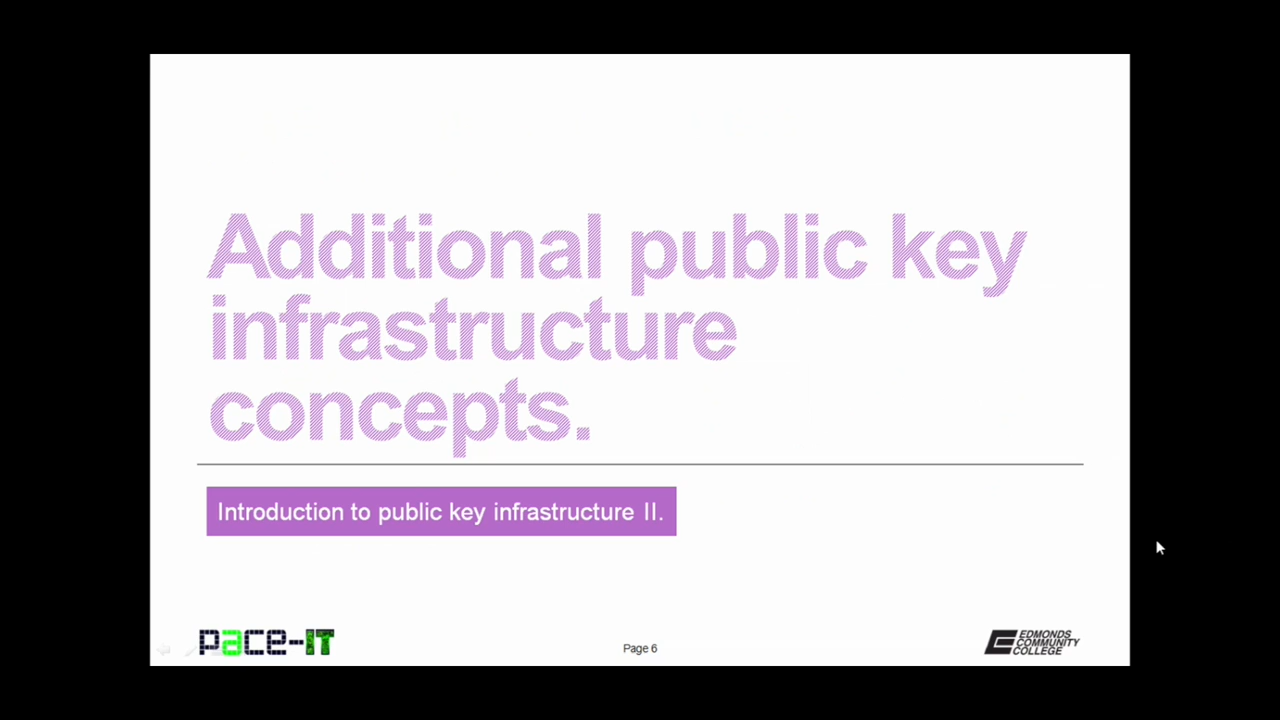 Additional public key
infrastructure
concepts.
Introduction to public key infrastructure II.
pace-IT
Page 6
EDMONDS
COMMUNITY
COLLEGE